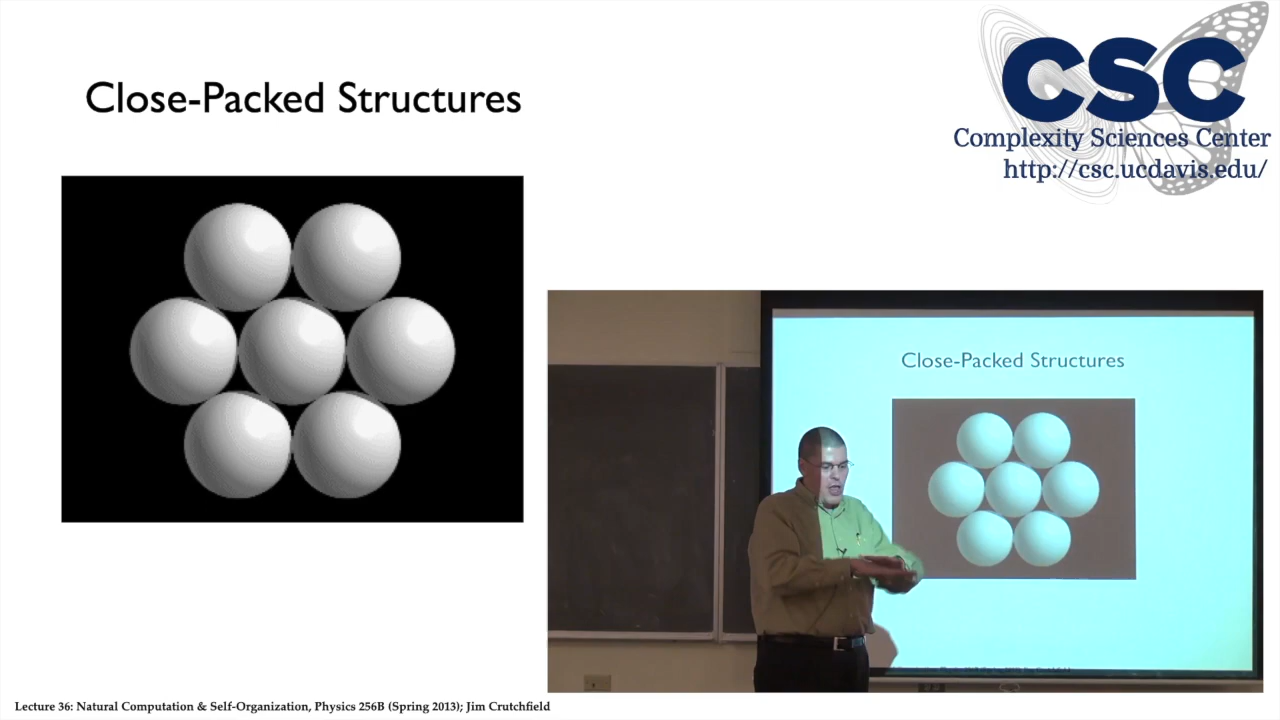 Close-Packed Structures
CSC
Complexity Sciences Center
http://csc.ucdavis.edu/
Close-Packed Structures
Lecture 36: Natural Computation & Self-Organization, Physics 256B (Spring 2013); Jim Crutchfield